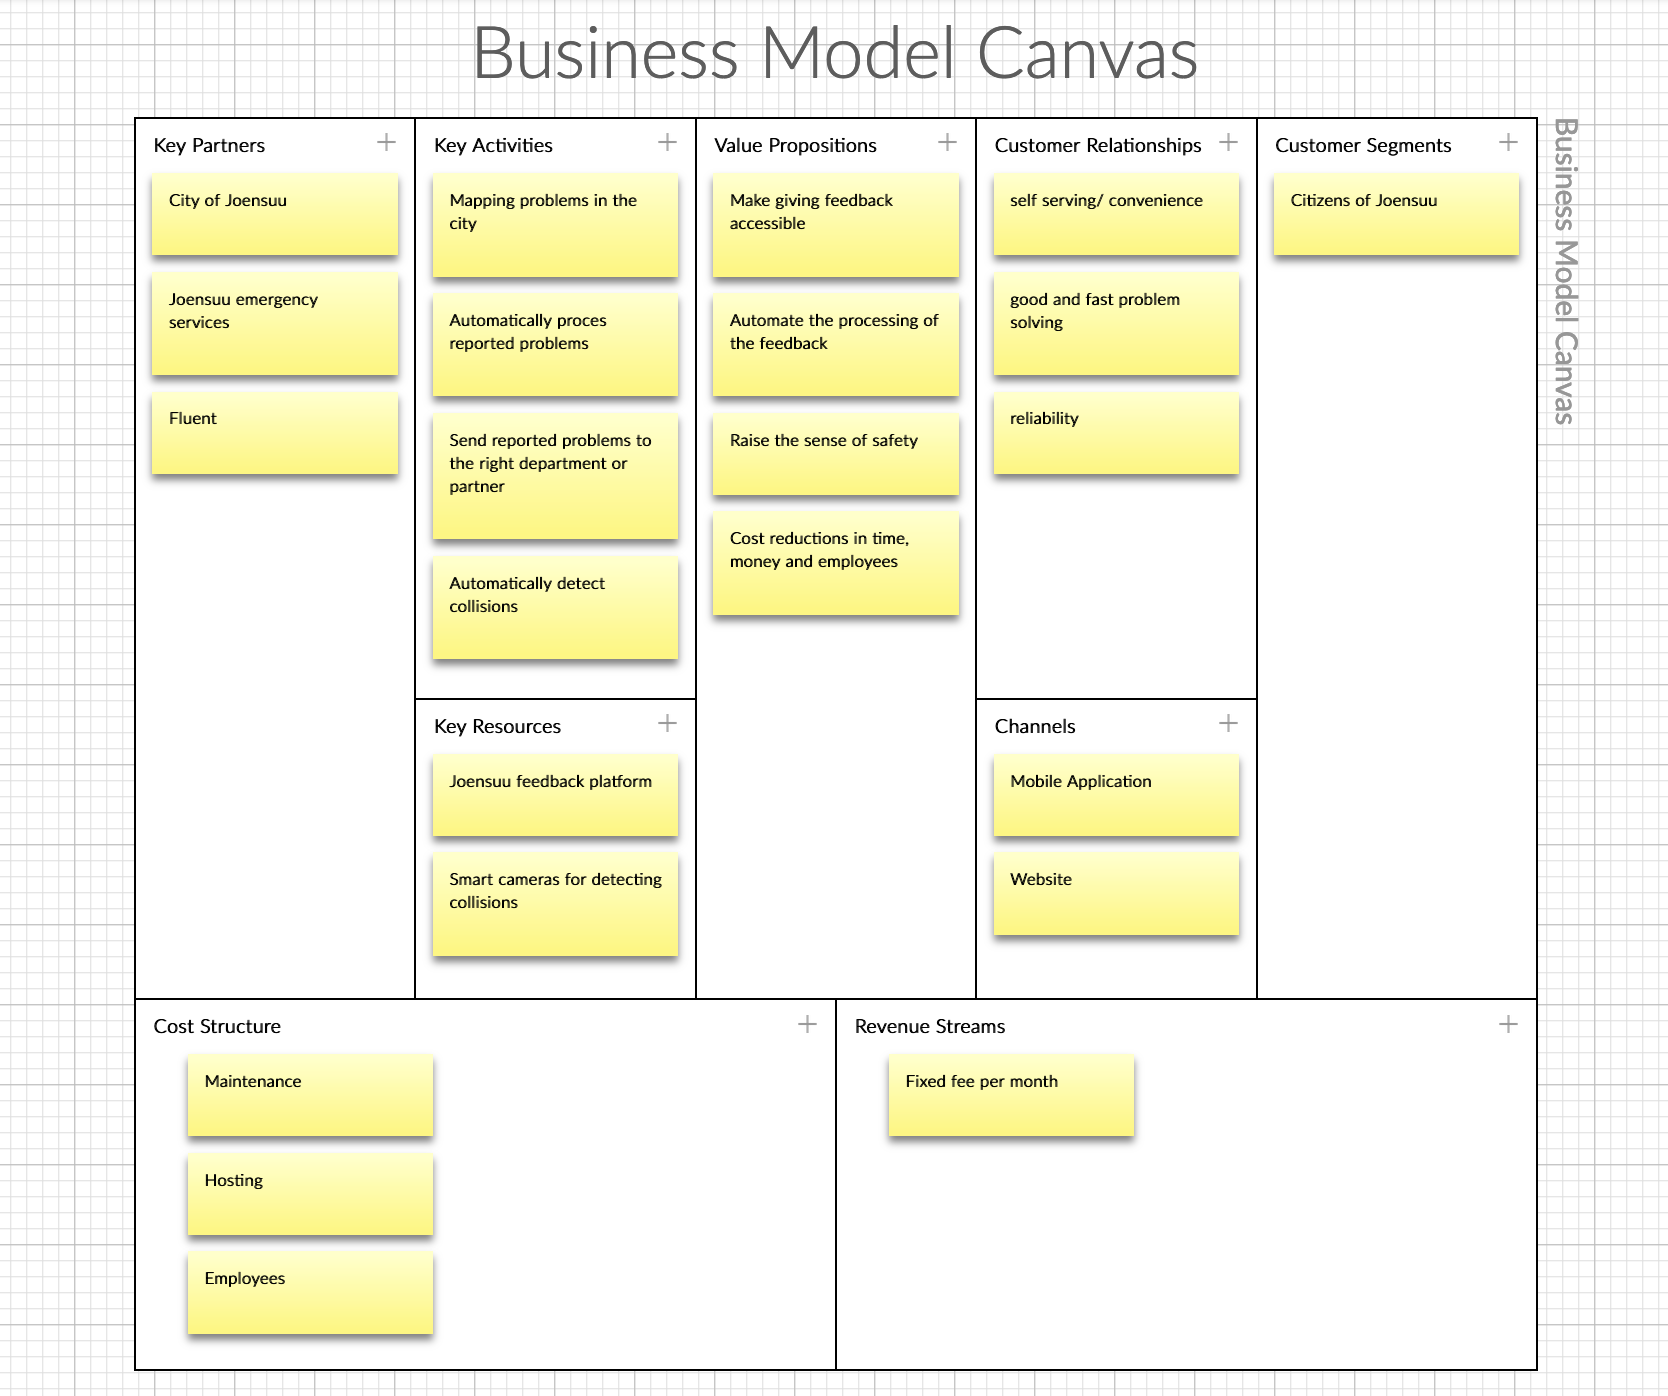 Business Model Canvas
Key Partners
City of Joensuu
Joensuu emergency
services
Fluent
Key Activities
Mapping problems in the
city
Automatically proces
reported problems
Send reported problems to
the right department or
partner
Automatically detect
collisions
Key Resources
Joensuu feedback platform
Smart cameras for detecting
collisions
Value Propositions
Make giving feedback
accessible
Automate the processing of
the feedback
Raise the sense of safety
Cost reductions in time,
money and employees
Customer Relationships
self serving/ convenience
good and fast problem
solving
reliability
Channels
Mobile Application
Website
Customer Segments
Citizens of Joensuu
Cost Structure
Maintenance
Hosting
Employees
Revenue Streams
Fixed fee per month
Business Model Canvas